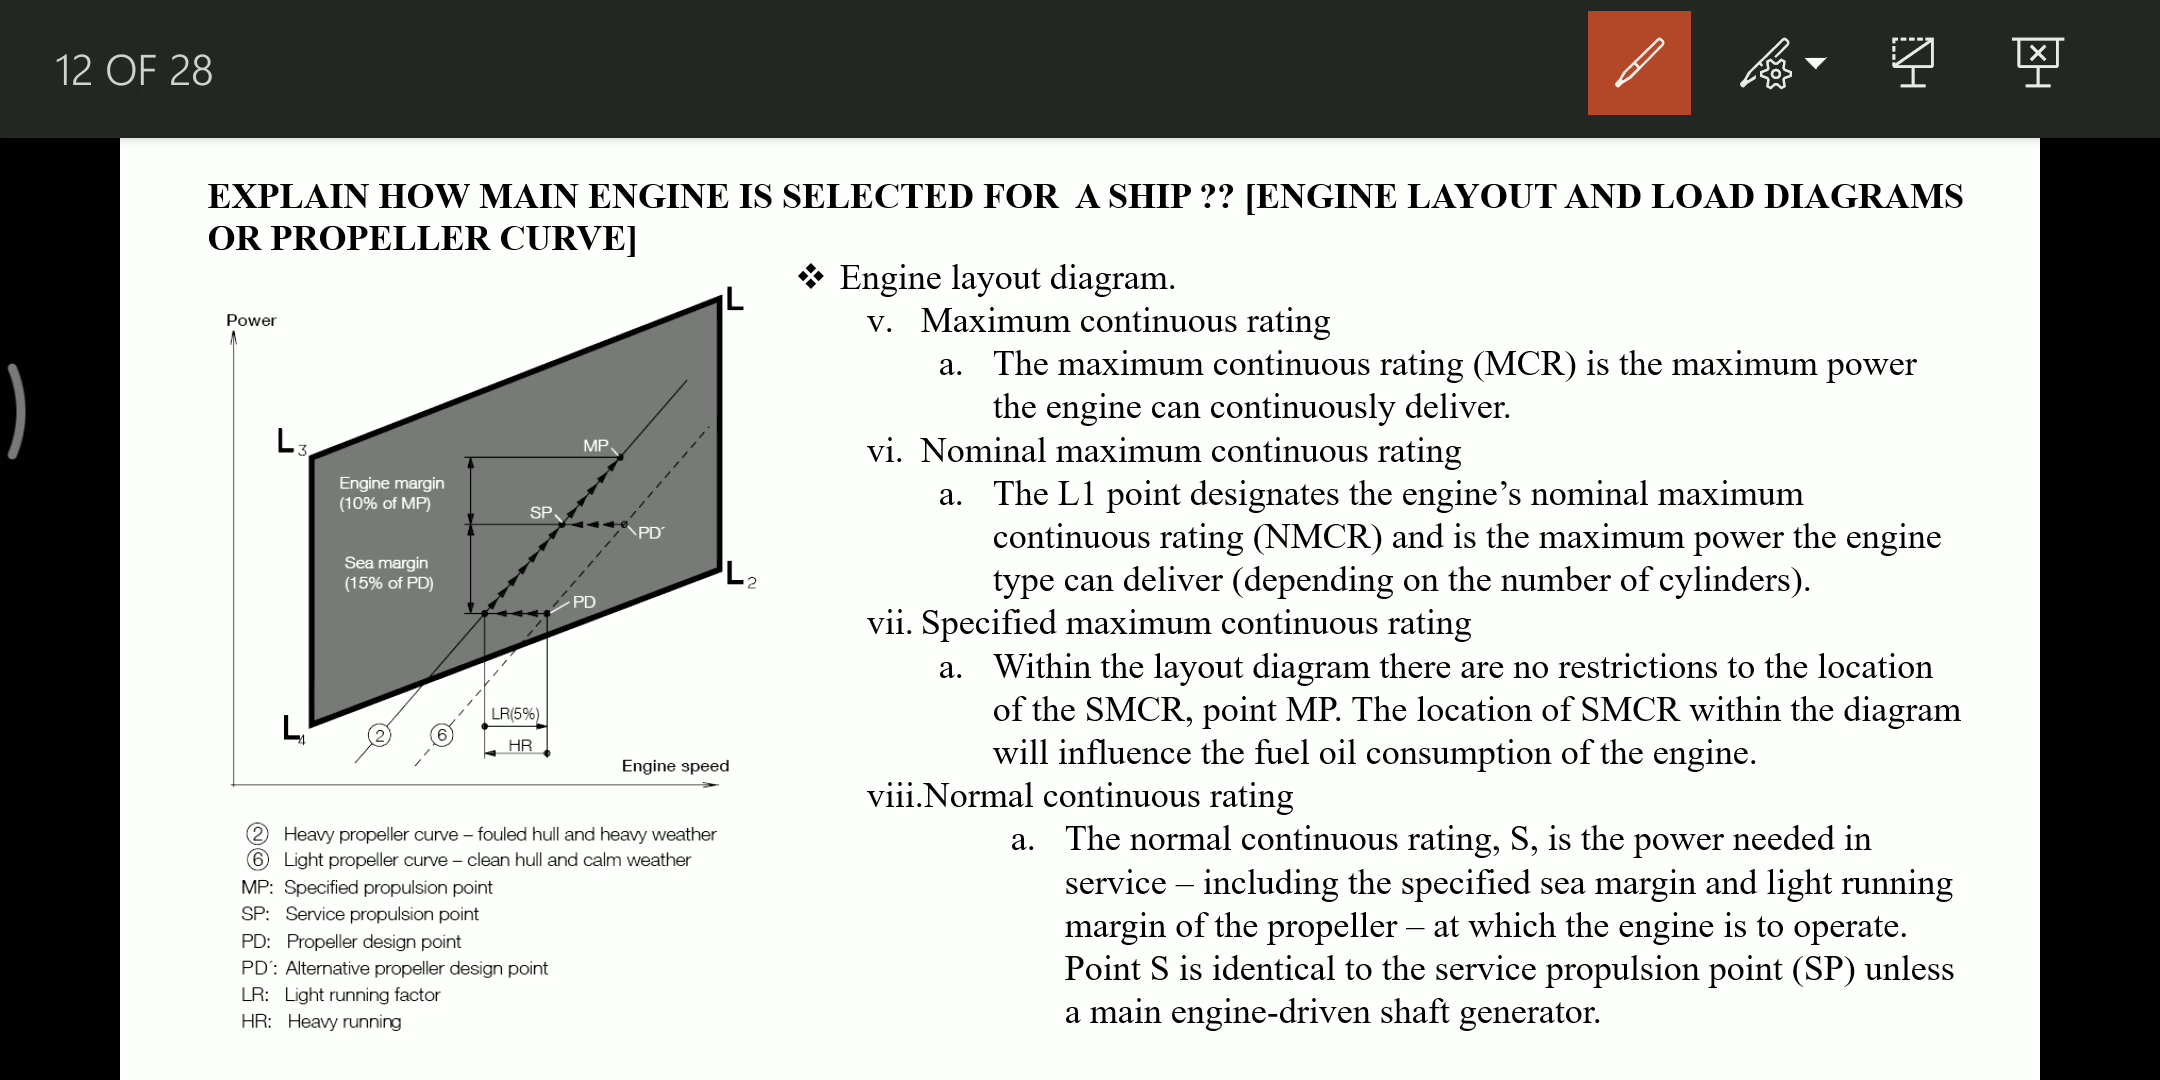 12 OF 28
EXPLAIN HOW MAIN ENGINE IS SELECTED FOR A SHIP ?? [ENGINE LAYOUT AND LOAD DIAGRAMS
OR PROPELLER CURVE]
Power
L
L3
MP
Engine margin
(10% of MP)
SP
PD´
Sea margin
(15% of PD)
L2
PD
L4
LR(5%)
2
6
HR
Engine speed
2 Heavy propeller curve – fouled hull and heavy weather
6 Light propeller curve – clean hull and calm weather
MP: Specified propulsion point
SP: Service propulsion point
PD: Propeller design point
PD´: Alternative propeller design point
LR: Light running factor
HR: Heavy running
❖ Engine layout diagram.
v. Maximum continuous rating
a. The maximum continuous rating (MCR) is the maximum power
the engine can continuously deliver.
vi. Nominal maximum continuous rating
a. The L1 point designates the engine’s nominal maximum
continuous rating (NMCR) and is the maximum power the engine
type can deliver (depending on the number of cylinders).
vii. Specified maximum continuous rating
a. Within the layout diagram there are no restrictions to the location
of the SMCR, point MP. The location of SMCR within the diagram
will influence the fuel oil consumption of the engine.
viii.Normal continuous rating
a. The normal continuous rating, S, is the power needed in
service – including the specified sea margin and light running
margin of the propeller – at which the engine is to operate.
Point S is identical to the service propulsion point (SP) unless
a main engine-driven shaft generator.